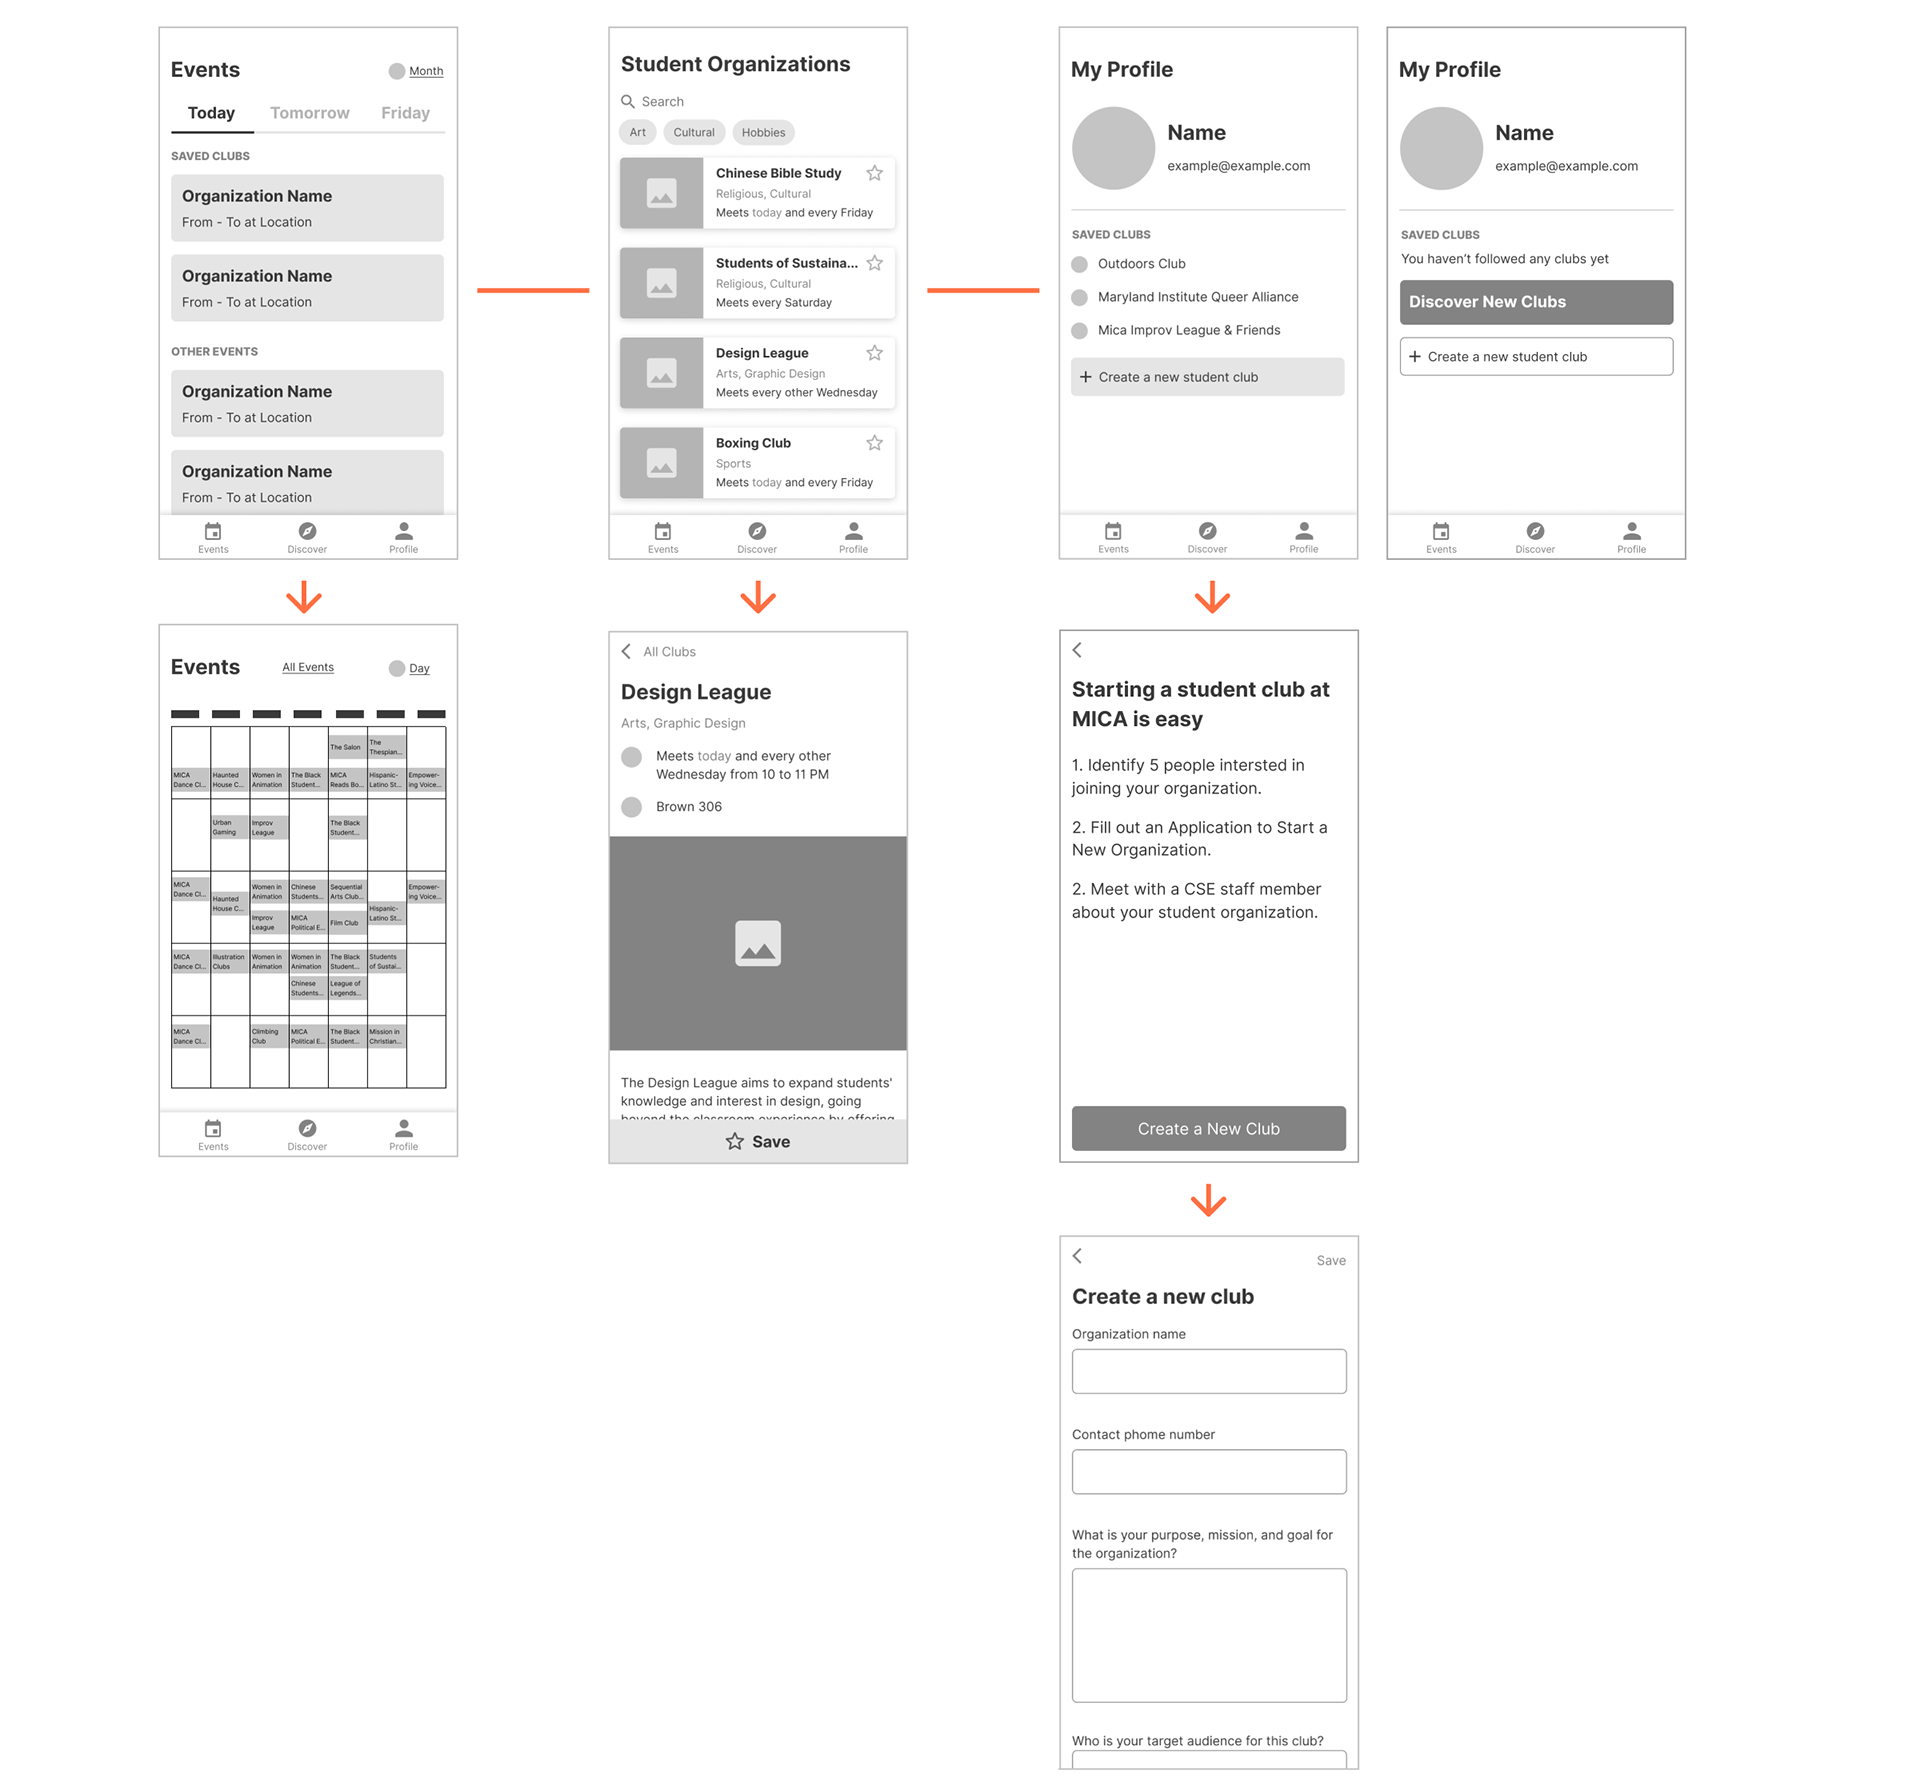 Events
Month
Today
Tomorrow
Friday
SAVED CLUBS
Organization Name
From - To at Location
Organization Name
From - To at Location
OTHER EVENTS
Organization Name
From - To at Location
Organization Name
From - To at Location
Events
Discover
Profile
Student Organizations
Search
Art
Cultural
Hobbies
Chinese Bible Study
Religious, Cultural
Meets today and every Friday
Students of Sustaina...
Religious, Cultural
Meets every Saturday
Design League
Arts, Graphic Design
Meets every other Wednesday
Boxing Club
Sports
Meets today and every Friday
Events
Discover
Profile
My Profile
Name
example@example.com
SAVED CLUBS
Outdoors Club
Maryland Institute Queer Alliance
Mica Improv League & Friends
+ Create a new student club
Events
Discover
Profile
My Profile
Name
example@example.com
SAVED CLUBS
You haven't followed any clubs yet
Discover New Clubs
+ Create a new student club
Events
Discover
Profile
Events
All Events
Day
The Salon
The
Thespian...
MICA
Dance Cl...
Haunted
House C...
Women in
Animation
The Black
Student...
MICA
Reads Bo...
Hispanic-
Latino St...
Empower-
ing Voice...
Urban
Gaming
Improv
League
The Black
Student...
MICA
Dance Cl...
Haunted
House C...
Women in
Animation
Improv
League
Chinese
Students...
MICA
Political E...
Sequential
Arts Club...
Film Club
Hispanic-
Latino St...
Empower-
ing Voice...
MICA
Dance Cl...
Illustration
Clubs
Women in
Animation
Women in
Animation
Chinese
Students...
The Black
Student...
League of
Legends...
Students
of Sustai...
MICA
Dance Cl...
Climbing
Club
MICA
Political E...
The Black
Student...
Mission in
Christian...
Events
Discover
Profile
All Clubs
Design League
Arts, Graphic Design
Meets today and every other
Wednesday from 10 to 11 PM
Brown 306
The Design League aims to expand students'
knowledge and interest in design, going
beyond the classroom experience by offering
Save
Starting a student club at
MICA is easy
1. Identify 5 people intersted in
joining your organization.
2. Fill out an Application to Start a
New Organization.
2. Meet with a CSE staff member
about your student organization.
Create a New Club
Save
Create a new club
Organization name
Contact phome number
What is your purpose, mission, and goal for
the organization?
Who is your target audience for this club?